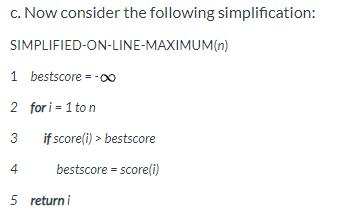 c. Now consider the following simplification:
SIMPLIFIED-ON-LINE-MAXIMUM(n)
1 bestscore = -∞
2 for i = 1 to n
3 if score(i) > bestscore
4 bestscore = score(i)
5 return i